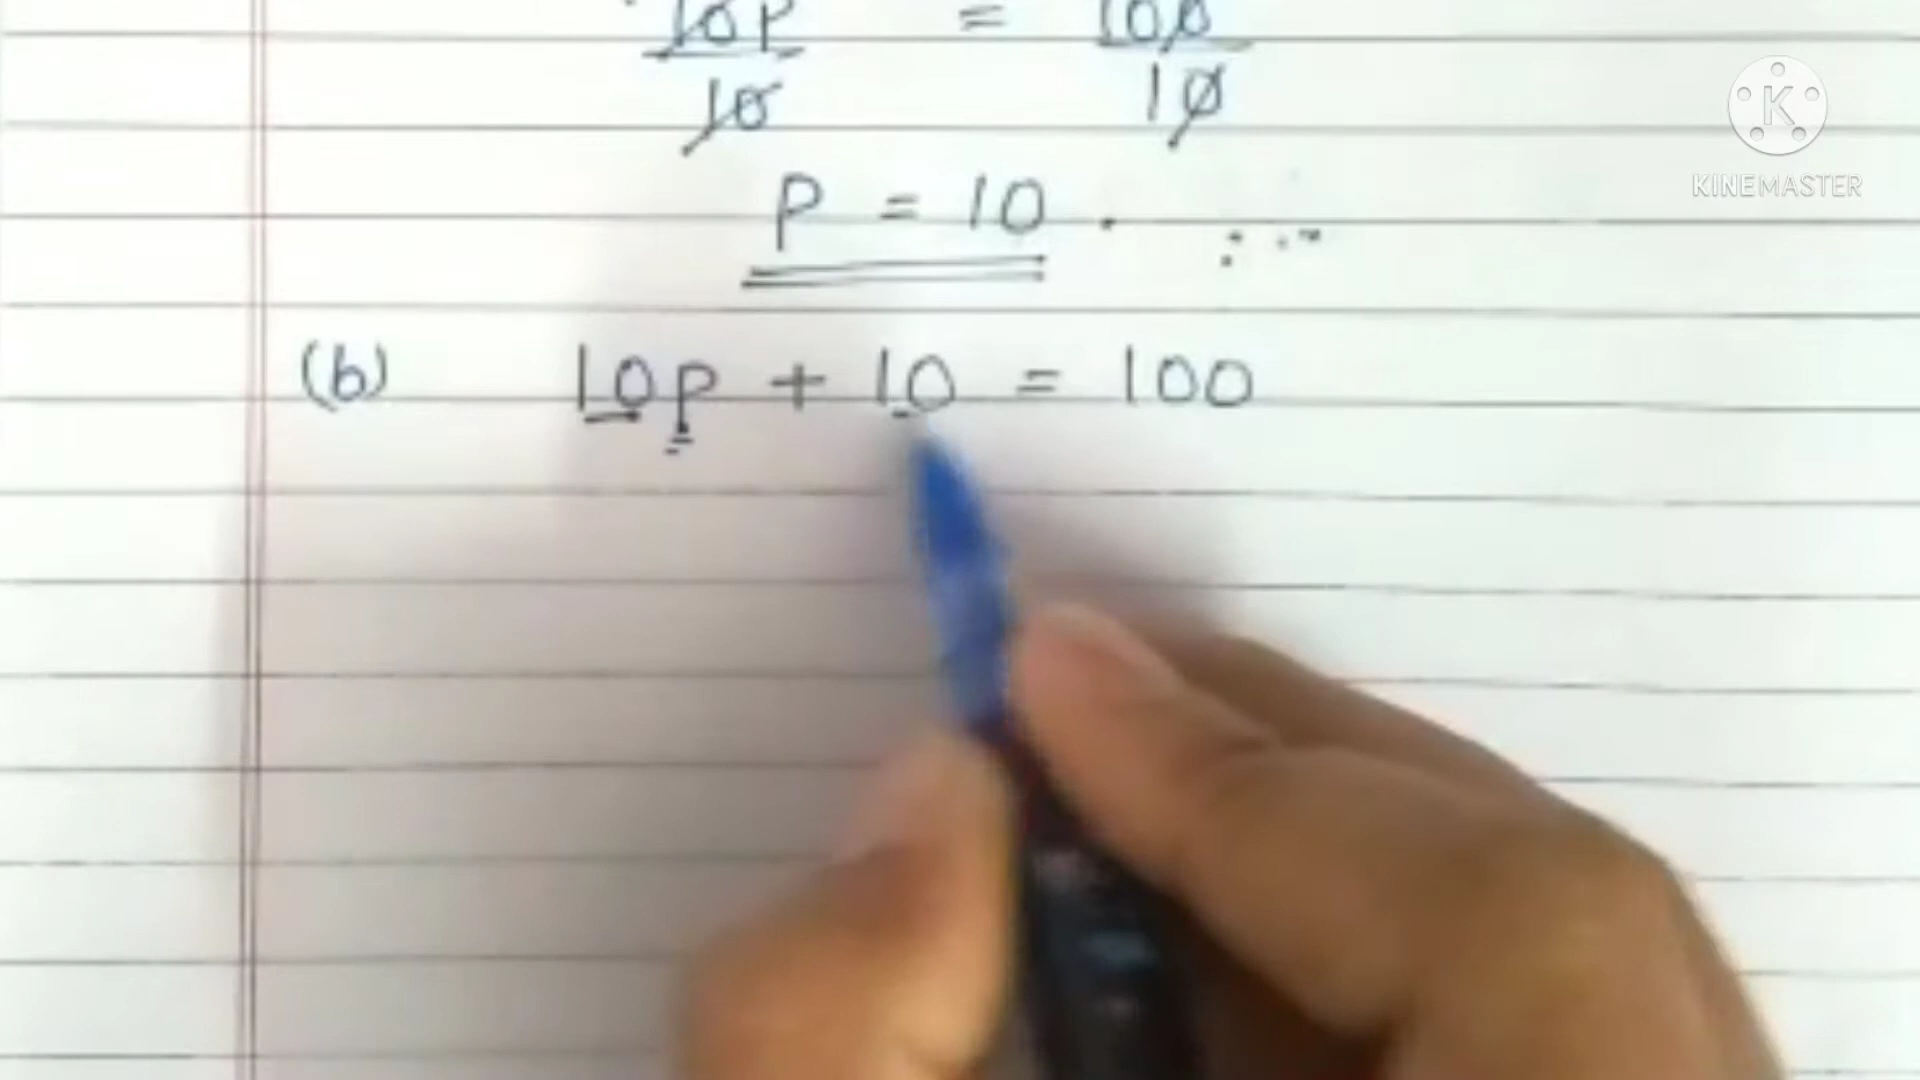 10p = 100
10 10
P = 10
(b) 10p + 10 = 100
K
KINEMASTER